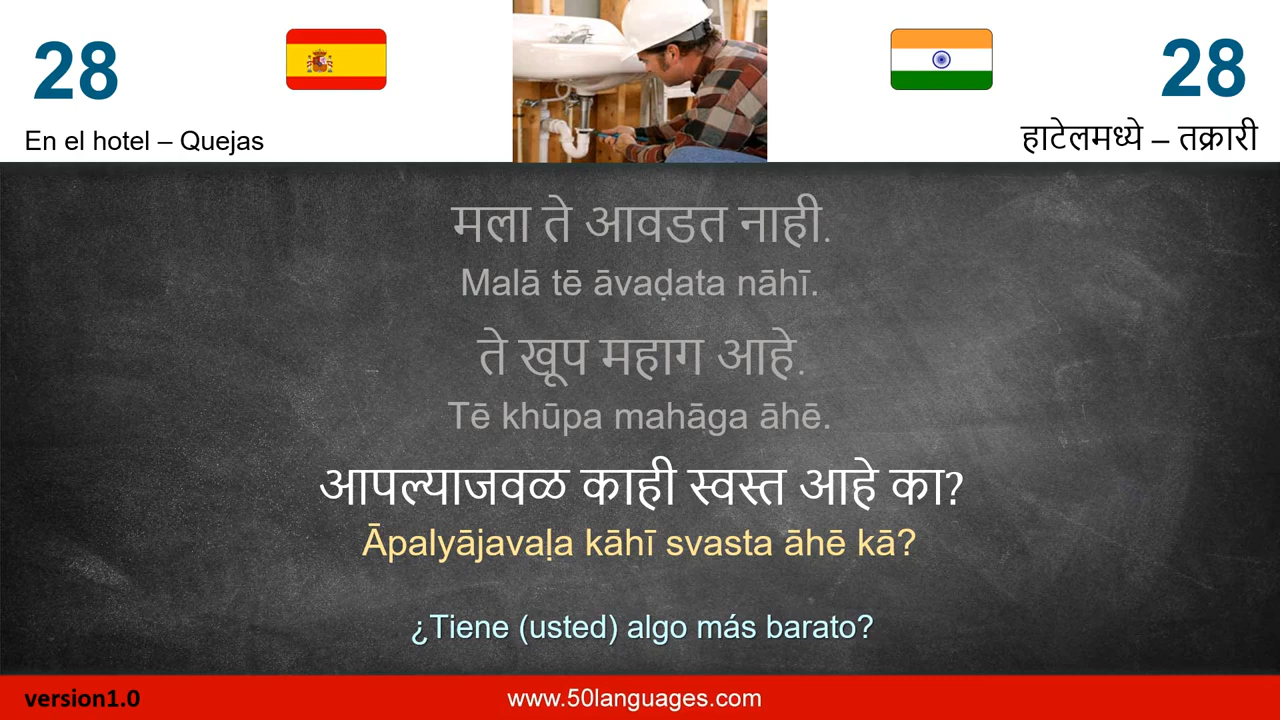 28
28
En el hotel – Quejas
हाटेलमध्ये – तक्रारी
मला ते आवडत नाही.
Malā tē āvaḍata nāhī.
ते खूप महाग आहे.
Tē khūpa mahāga āhē.
आपल्याजवळ काही स्वस्त आहे का?
Āpalyājavaḷa kāhī svasta āhē kā?
¿Tiene (usted) algo más barato?
version1.0
www.50languages.com